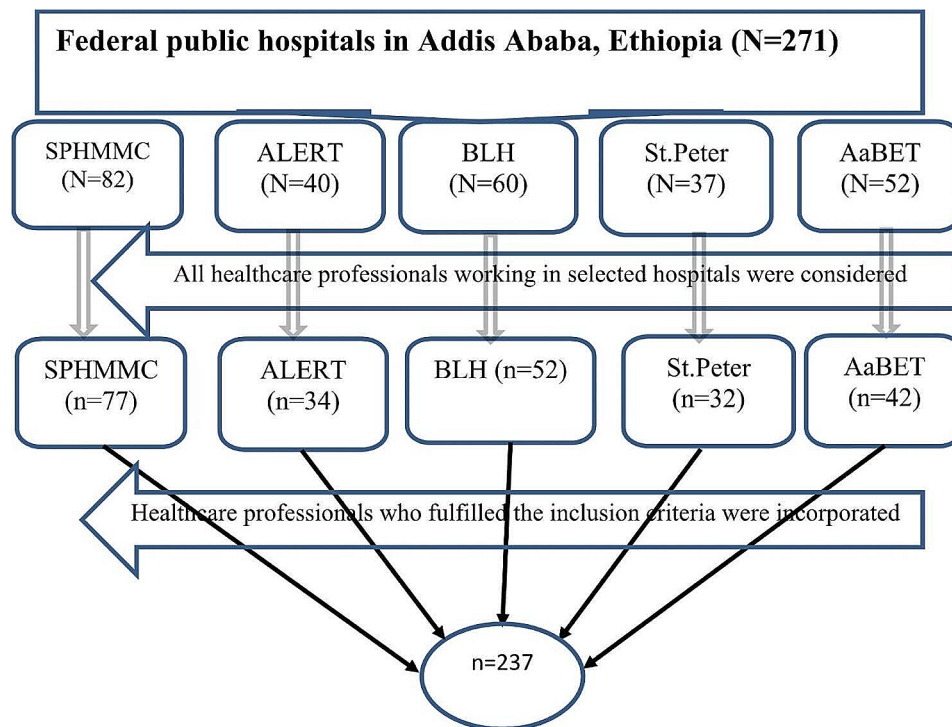 Federal public hospitals in Addis Ababa, Ethiopia (N=271)
SPHMMC
(N=82)
ALERT
(N=40)
BLH
(N=60)
St.Peter
(N=37)
AaBET
(N=52)
All healthcare professionals working in selected hospitals were considered
SPHMMC
(n=77)
ALERT
(n=34)
BLH (n=52)
St.Peter
(n=32)
AaBET
(n=42)
Healthcare professionals who fulfilled the inclusion criteria were incorporated
n=237